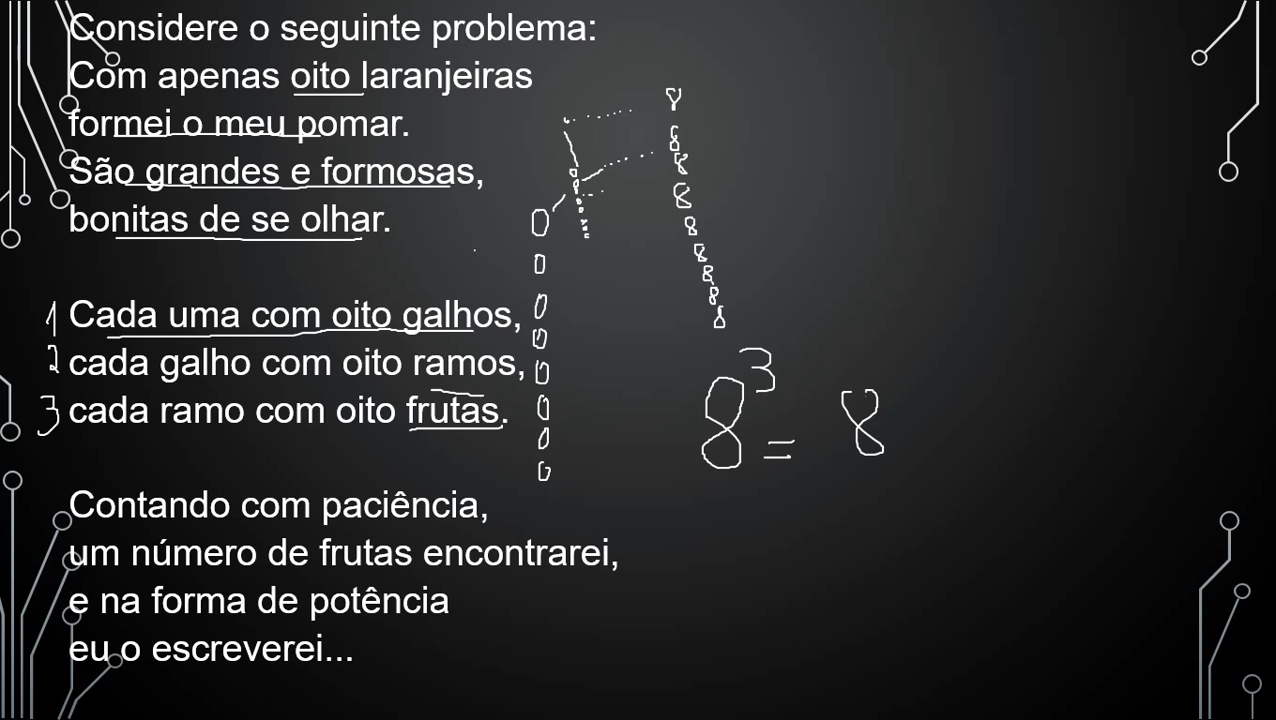 Considere o seguinte problema:
Com apenas oito laranjeiras
formei o meu pomar.
São grandes e formosas,
bonitas de se olhar.
1 Cada uma com oito galhos,
2 cada galho com oito ramos,
3 cada ramo com oito frutas.
8³ = 8
Contando com paciência,
um número de frutas encontrarei,
e na forma de potência
eu o escreverei...